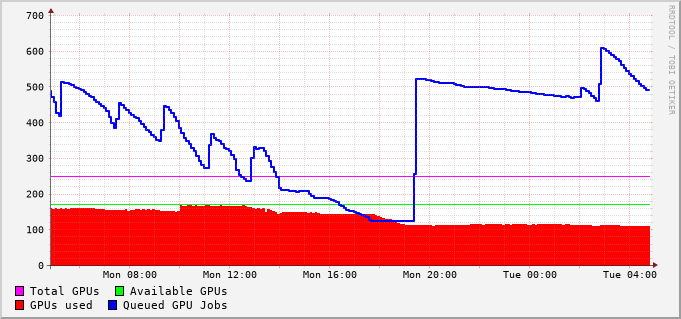 700
600
500
400
300
200
100
0
Mon 08:00 Mon 12:00 Mon 16:00 Mon 20:00 Tue 00:00 Tue 04:00
Total GPUs Available GPUs
GPUs used Queued GPU Jobs
RRDTOOL / TOBI OETIKER